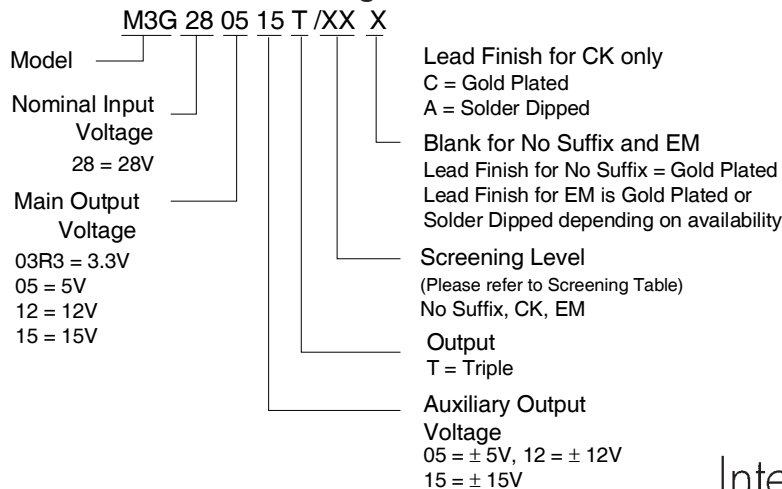 M3G 28 05 15 T /XX X
Model
Nominal Input
Voltage
28 = 28V
Main Output
Voltage
03R3 = 3.3V
05 = 5V
12 = 12V
15 = 15V
Lead Finish for CK only
C = Gold Plated
A = Solder Dipped
Blank for No Suffix and EM
Lead Finish for No Suffix = Gold Plated
Lead Finish for EM is Gold Plated or
Solder Dipped depending on availability
Screening Level
(Please refer to Screening Table)
No Suffix, CK, EM
Output
T = Triple
Auxiliary Output
Voltage
05 = ± 5V, 12 = ± 12V
15 = ± 15V